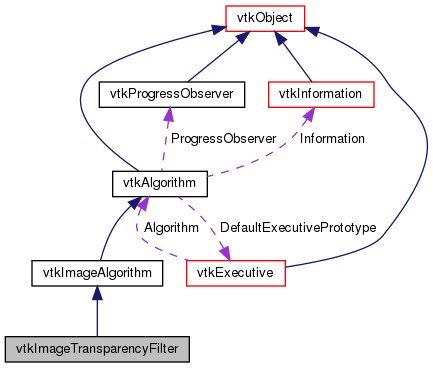 vtkObject
vtkProgressObserver
vtkInformation
ProgressObserver
Information
vtkAlgorithm
Algorithm
DefaultExecutivePrototype
vtkImageAlgorithm
vtkExecutive
vtkImageTransparencyFilter